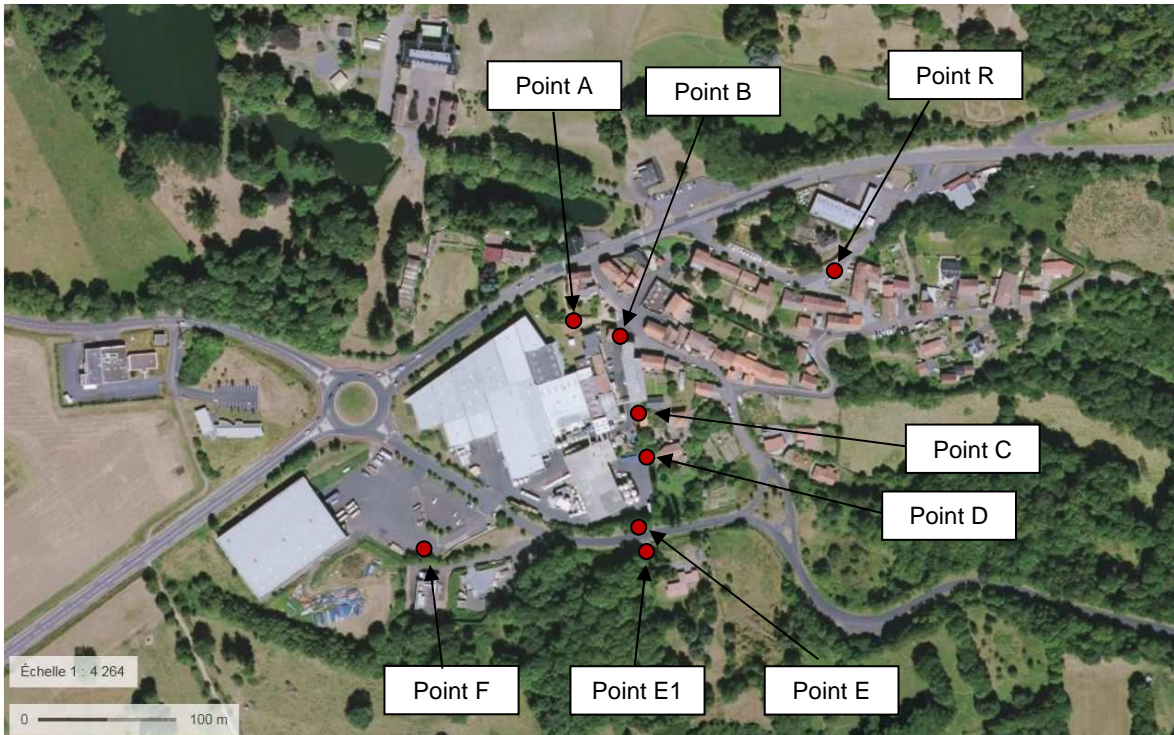 Point A
Point B
Point R
Point C
Point D
Point F
Point E1
Point E
Échelle 1 : 4 264
0 100 m